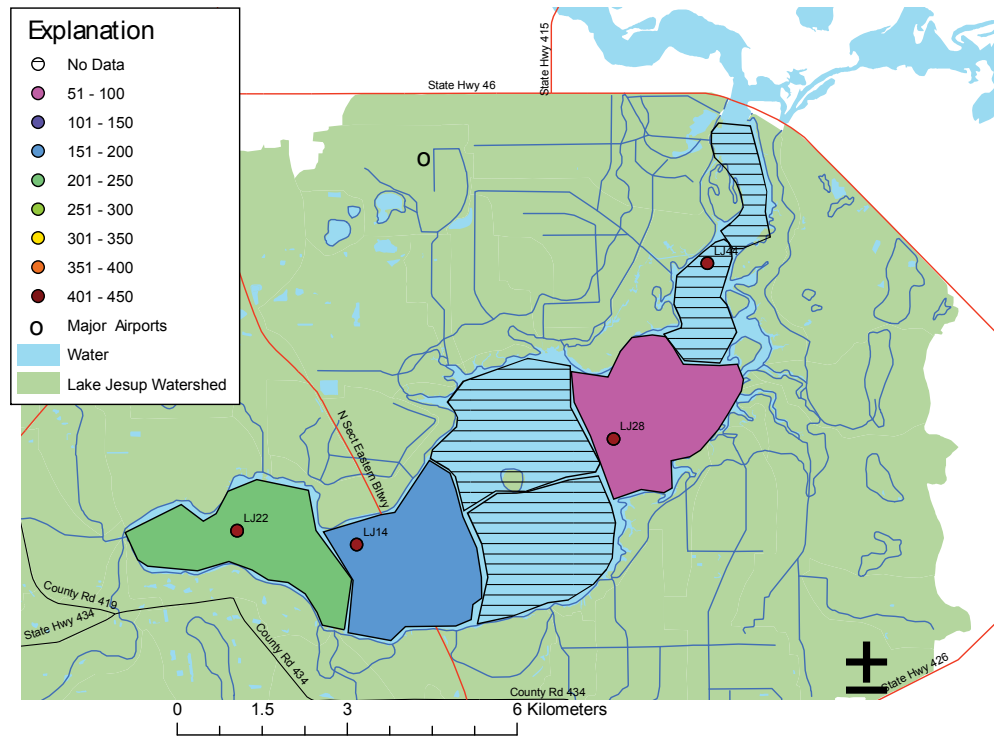 Explanation
No Data
51 - 100
101 - 150
151 - 200
201 - 250
251 - 300
301 - 350
351 - 400
401 - 450
O Major Airports
Water
Lake Jesup Watershed
State Hwy 46
State Hwy 415
O
LJ44
LJ28
N Sect Eastern Bltwy
LJ22
LJ14
County Rd 419
State Hwy 434
County Rd 434
County Rd 434
State Hwy 426
0 1.5 3 6 Kilometers